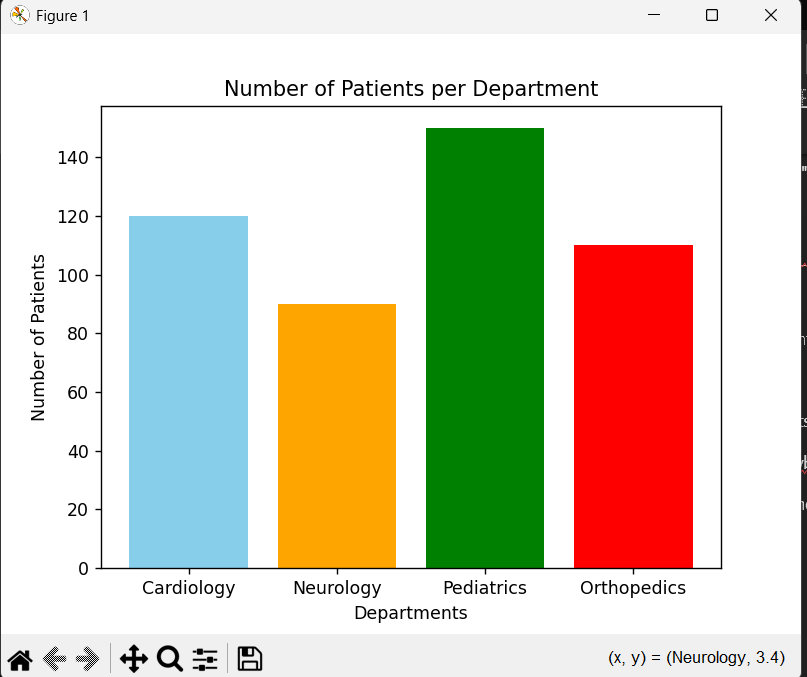 Figure 1
Number of Patients per Department
140
120
100
80
60
40
20
0
Number of Patients
Cardiology Neurology Pediatrics Orthopedics
Departments
(x, y) = (Neurology, 3.4)